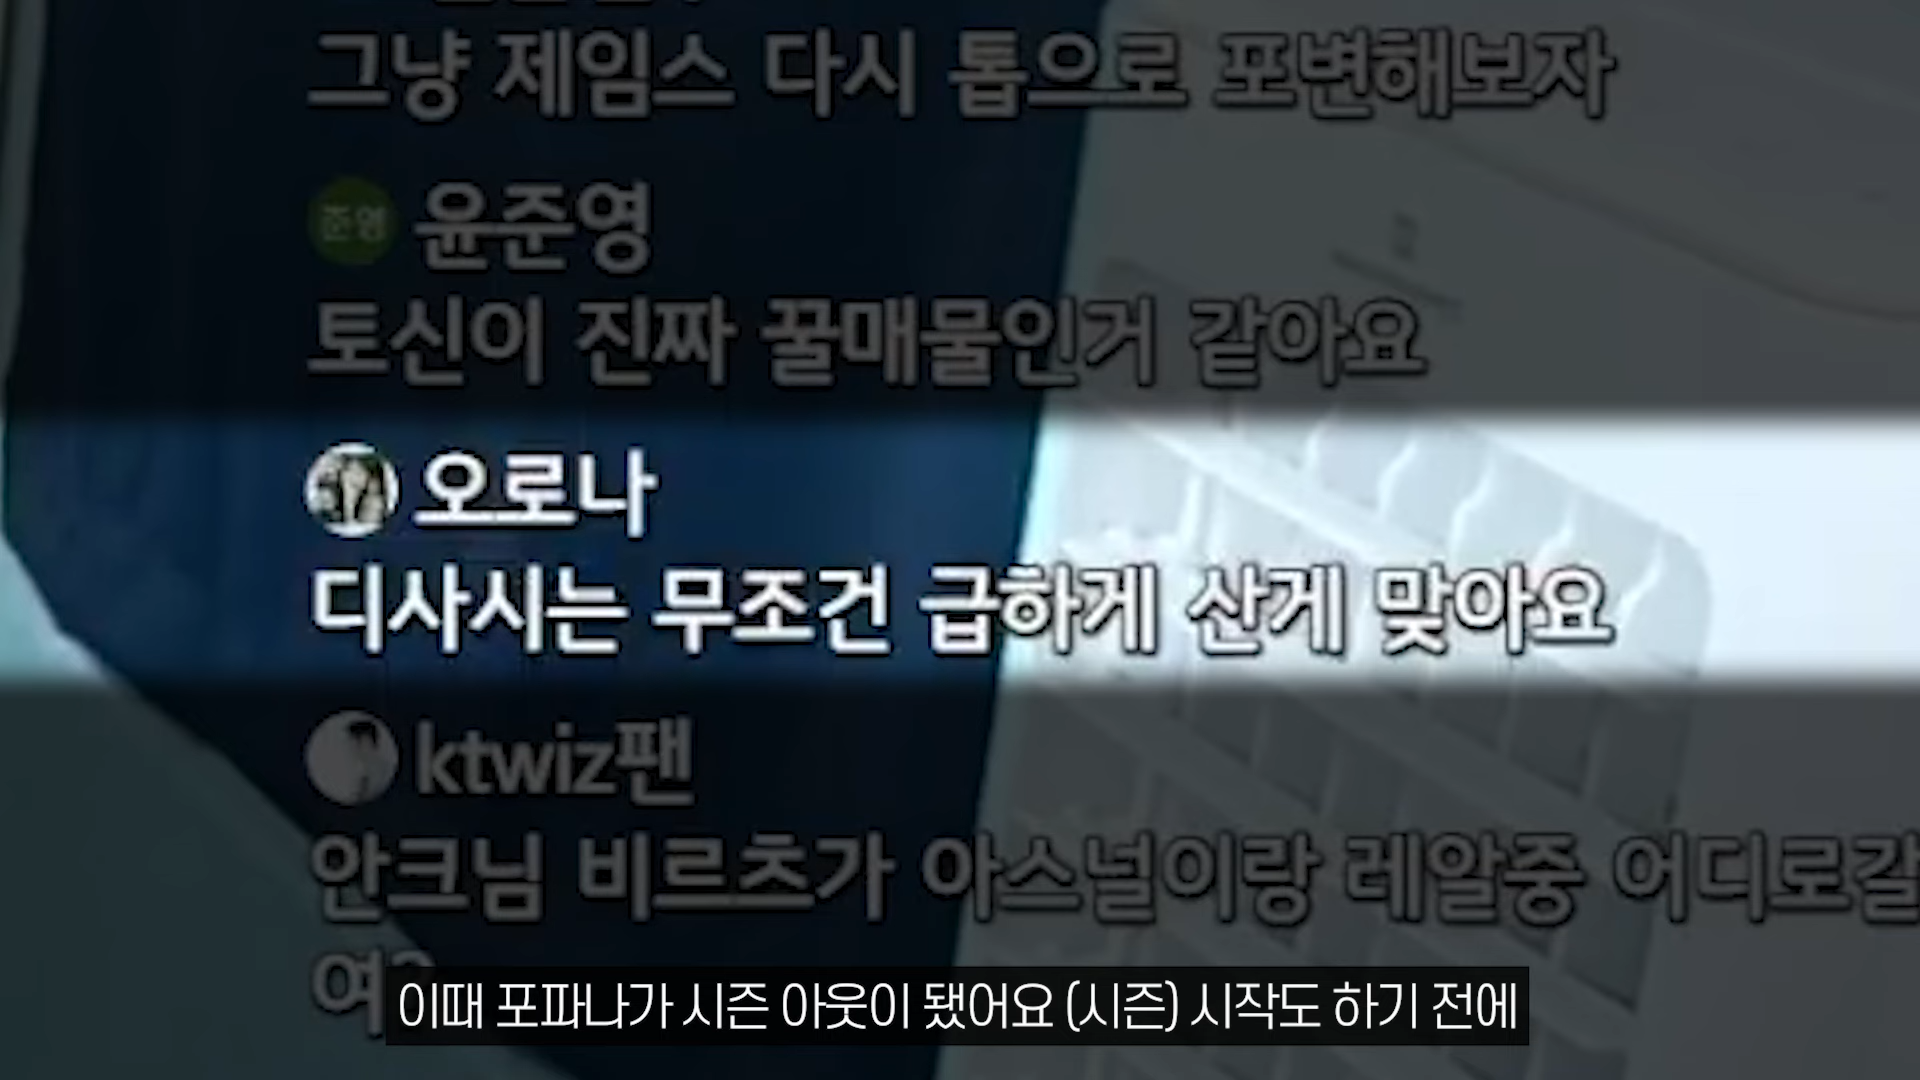 그냥 제임스 다시 톱으로 포변해보자
준영 윤준영
토신이 진짜 꿀매물인거 같아요
오로나
디사시는 무조건 급하게 산게 맞아요
ktwiz팬
안크님 비르츠가 아스널이랑 레알중 어디로갈
여?
이때 포파나가 시즌 아웃이 됐어요 (시즌) 시작도 하기 전에